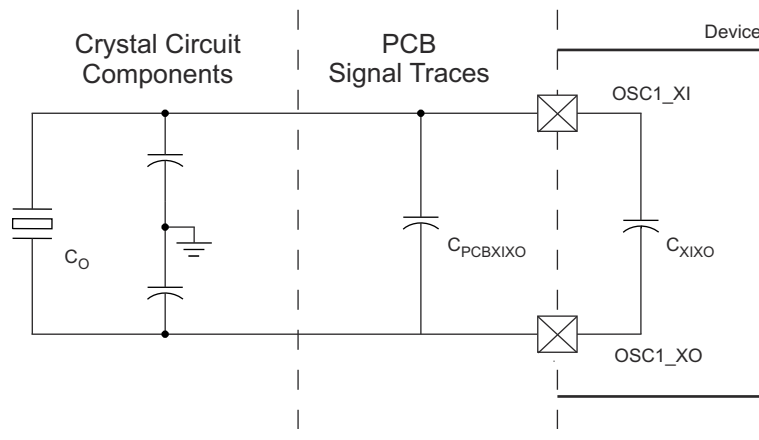 Crystal Circuit
Components
PCB
Signal Traces
Device
OSC1_XI
C_O
C_PCBXIXO
C_XIXO
OSC1_XO